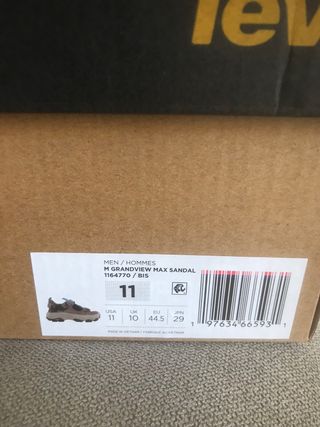 Tev
MEN / HOMMES
M GRANDVIEW MAX SANDAL
1164770 / BIS
11
USA UK EU JPN
11 10 44.5 29
MADE IN VIETNAM / FABRIQUÉ AU VIETNAM
1 97634 66593 1